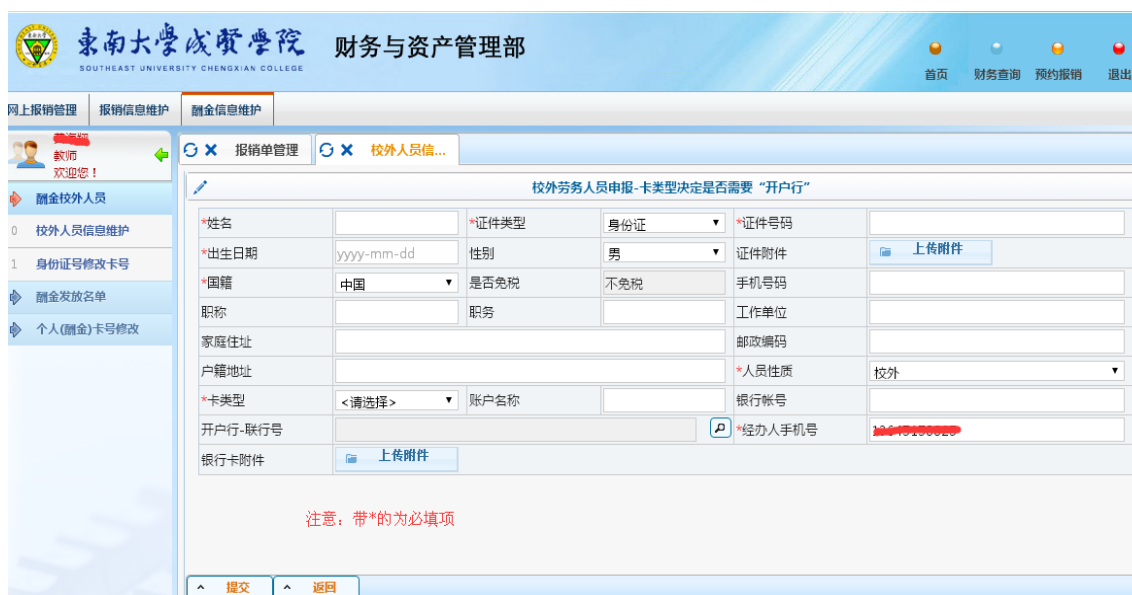 東南大學成賢學院 财务与资产管理部
SOUTHEAST UNIVERSITY CHENGXIAN COLLEGE
首页 财务查询 预约报销 退出
网上报销管理 报销信息维护 酬金信息维护
教师
欢迎您！
报销单管理 校外人员信...
校外劳务人员申报-卡类型决定是否需要“开户行”
酬金校外人员
0 校外人员信息维护
1 身份证号修改卡号
酬金发放名单
个人(酬金)卡号修改
*姓名 *证件类型 身份证 *证件号码
*出生日期 yyyy-mm-dd 性别 男 证件附件 上传附件
*国籍 中国 是否免税 不免税 手机号码
职称 职务 工作单位
家庭住址 邮政编码
户籍地址 *人员性质 校外
*卡类型 <请选择> 账户名称 银行帐号
开户行-联行号 *经办人手机号
银行卡附件 上传附件
注意：带*的为必填项
提交 返回